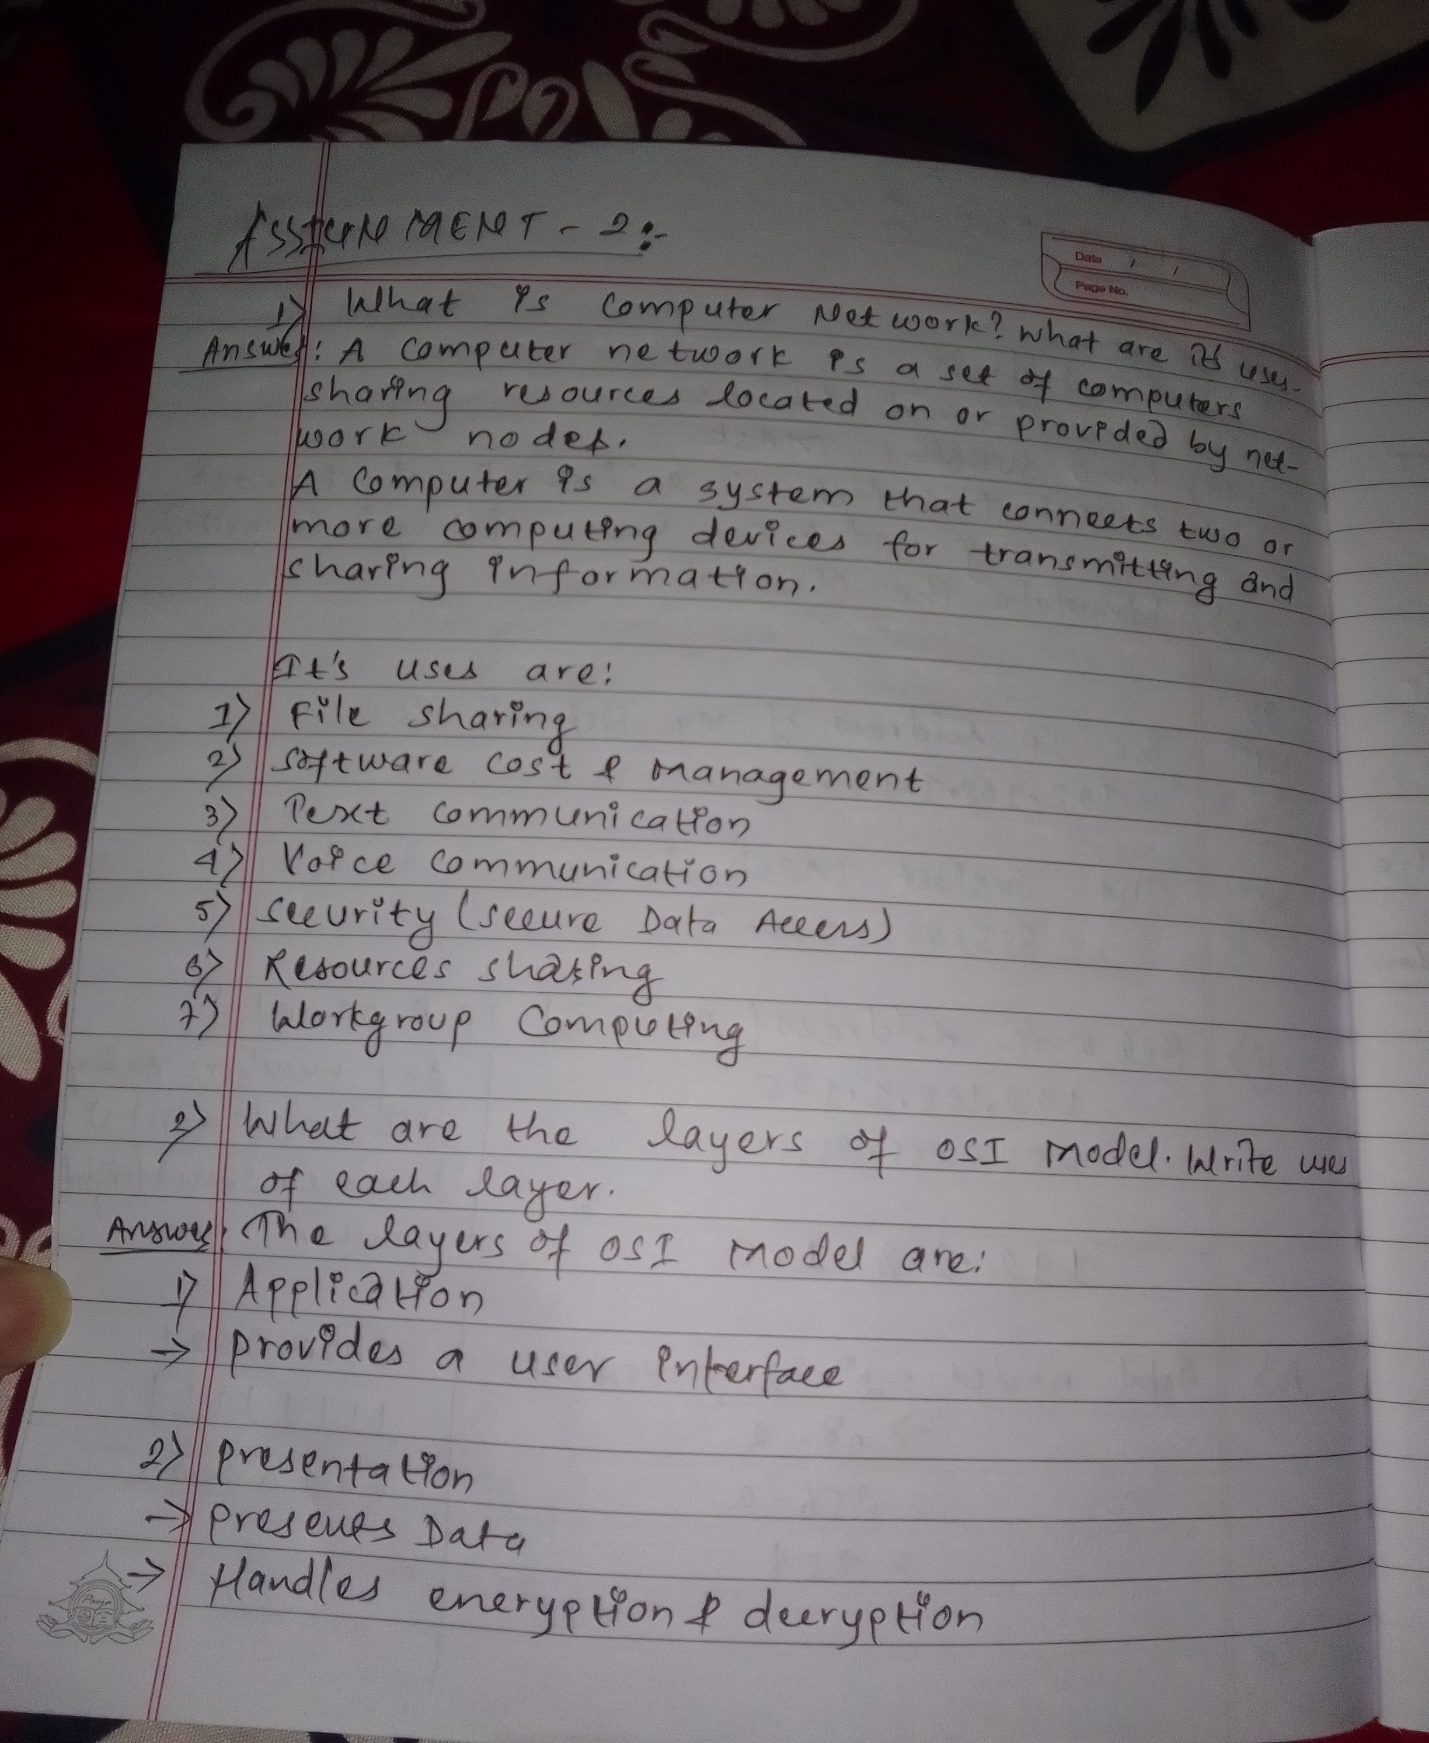 ASSIGNMENT - 2 :-
Data / /
Page No.
1) What is Computer Network? what are its uses.
Answer: A Computer network is a set of computers
sharing resources located on or provided by net-
work nodes.
A Computer is a system that connects two or
more computing devices for transmitting and
sharing information.
It's uses are:
1) File sharing
2) Software cost & management
3) Text communication
4) Voice communication
5) Security (secure Data Access)
6) Resources sharing
7) Workgroup Computing
2) What are the layers of OSI Model. Write uses
of each layer.
Answer: The layers of OSI Model are:
1) Application
→ Provides a user interface
2) presentation
→ Data
→ Handles encryption & decryption